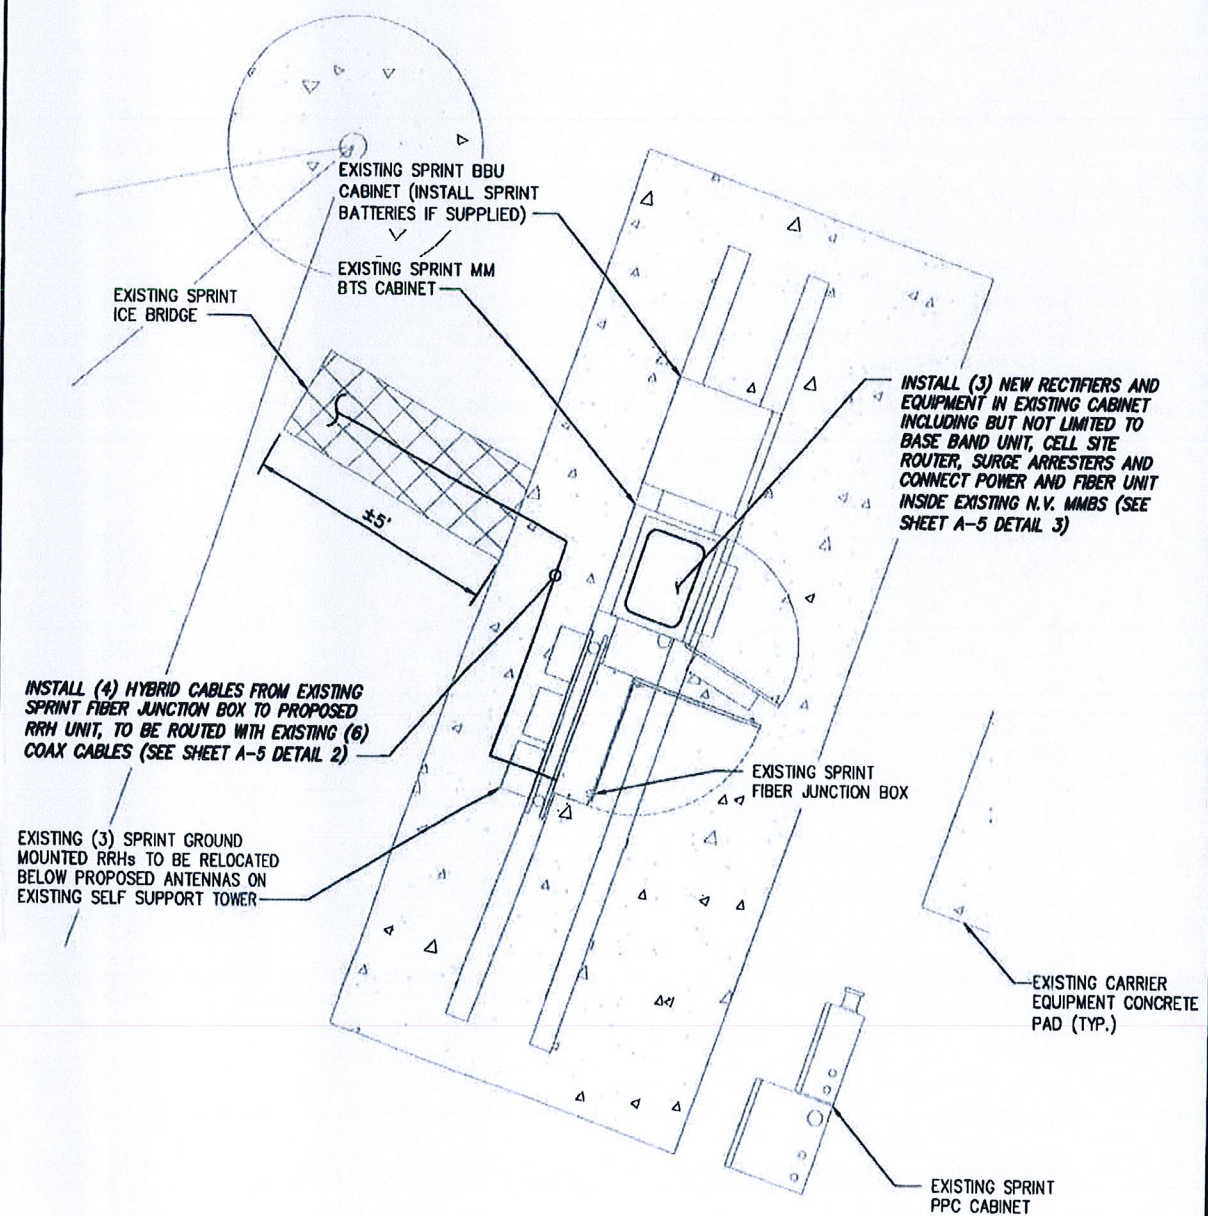 EXISTING SPRINT BBU
CABINET (INSTALL SPRINT
BATTERIES IF SUPPLIED)
EXISTING SPRINT MM
BTS CABINET
EXISTING SPRINT
ICE BRIDGE
INSTALL (3) NEW RECTIFIERS AND
EQUIPMENT IN EXISTING CABINET
INCLUDING BUT NOT LIMITED TO
BASE BAND UNIT, CELL SITE
ROUTER, SURGE ARRESTERS AND
CONNECT POWER AND FIBER UNIT
INSIDE EXISTING N.V. MMBS (SEE
SHEET A-5 DETAIL 3)
±5'
INSTALL (4) HYBRID CABLES FROM EXISTING
SPRINT FIBER JUNCTION BOX TO PROPOSED
RRH UNIT, TO BE ROUTED WITH EXISTING (6)
COAX CABLES (SEE SHEET A-5 DETAIL 2)
EXISTING SPRINT
FIBER JUNCTION BOX
EXISTING (3) SPRINT GROUND
MOUNTED RRHs TO BE RELOCATED
BELOW PROPOSED ANTENNAS ON
EXISTING SELF SUPPORT TOWER
EXISTING CARRIER
EQUIPMENT CONCRETE
PAD (TYP.)
EXISTING SPRINT
PPC CABINET